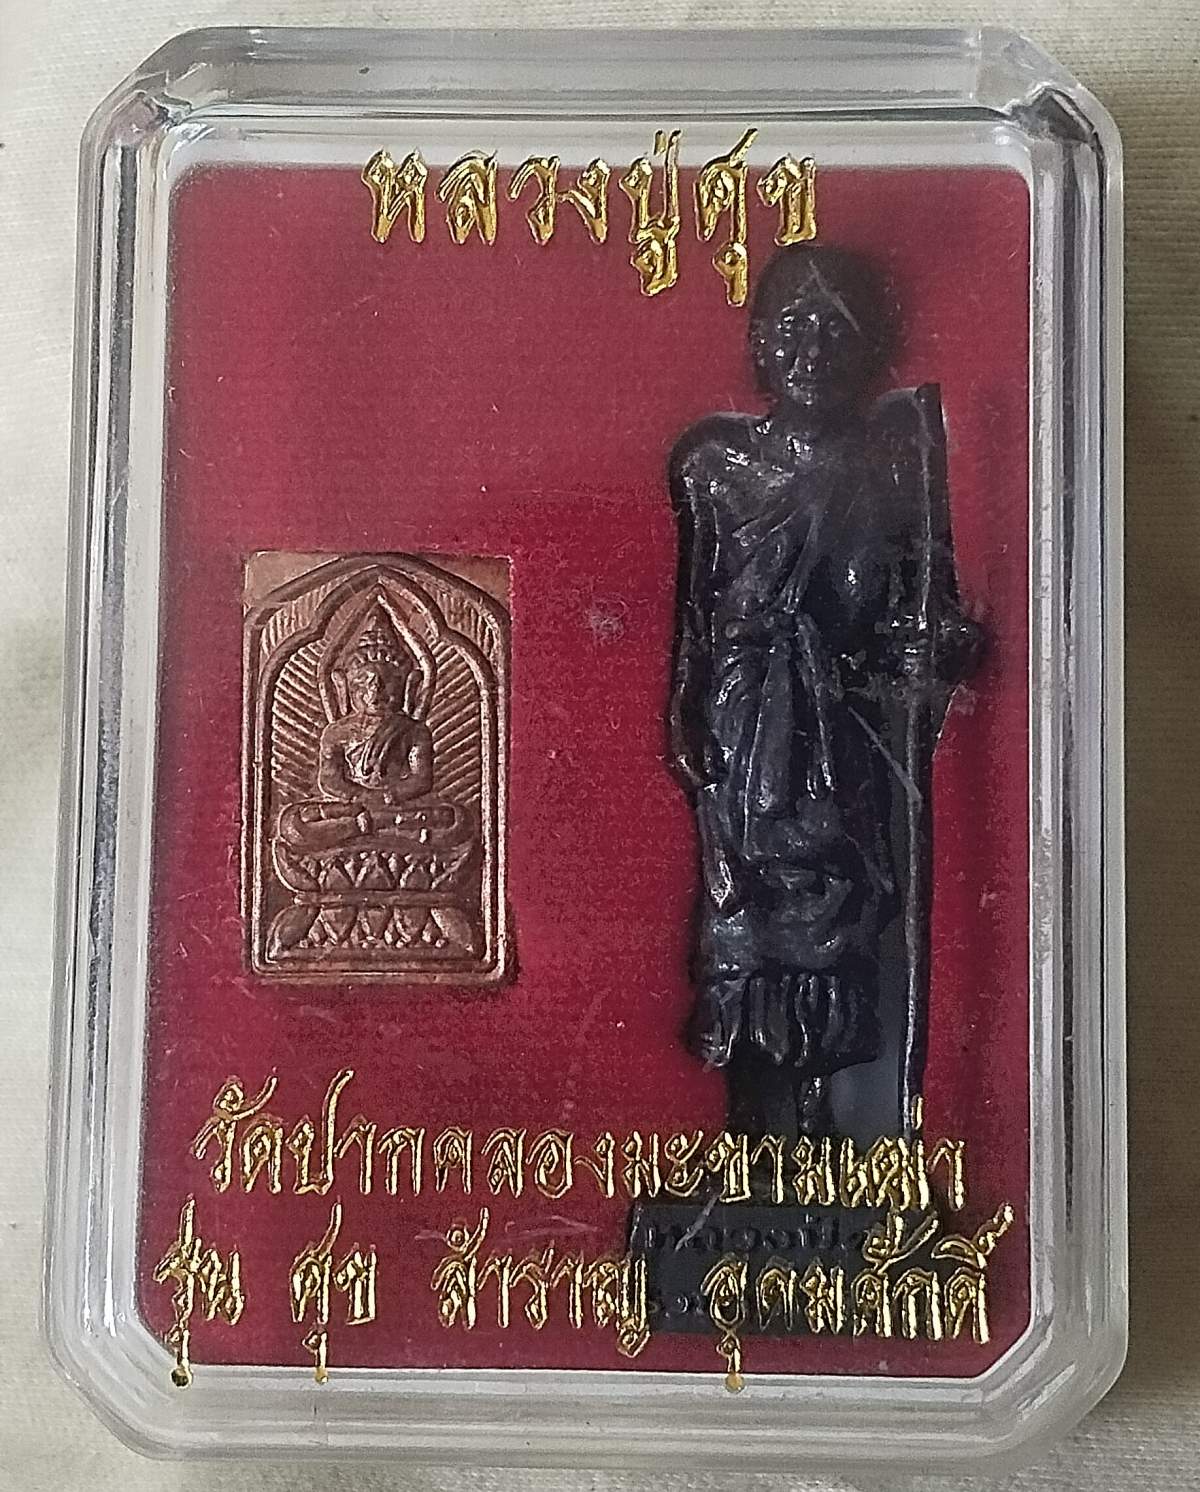 หลวงปู่ศุข
วัดปากคลองมะขามเฒ่า
รุ่น ศุข สำราญ อุดมศักดิ์